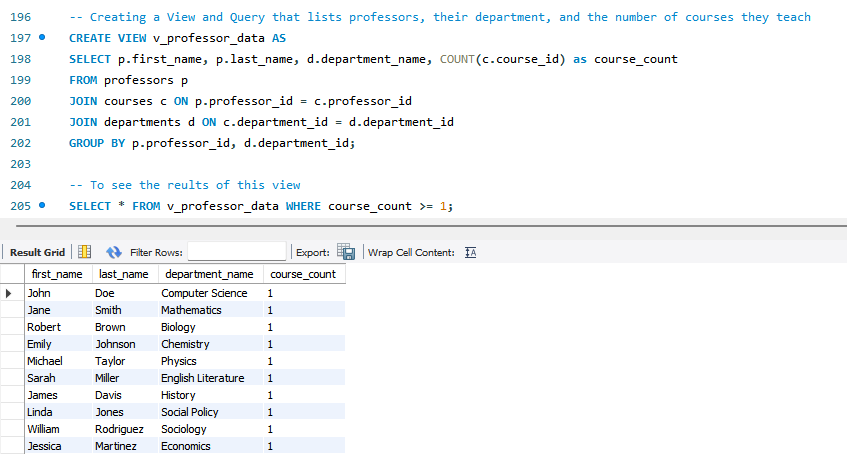 196 -- Creating a View and Query that lists professors, their department, and the number of courses they teach
197 CREATE VIEW v_professor_data AS
198 SELECT p.first_name, p.last_name, d.department_name, COUNT(c.course_id) as course_count
199 FROM professors p
200 JOIN courses c ON p.professor_id = c.professor_id
201 JOIN departments d ON c.department_id = d.department_id
202 GROUP BY p.professor_id, d.department_id;
203
204 -- To see the reults of this view
205 SELECT * FROM v_professor_data WHERE course_count >= 1;
Result Grid Filter Rows: Export: Wrap Cell Content: IA
first_name last_name department_name course_count
John Doe Computer Science 1
Jane Smith Mathematics 1
Robert Brown Biology 1
Emily Johnson Chemistry 1
Michael Taylor Physics 1
Sarah Miller English Literature 1
James Davis History 1
Linda Jones Social Policy 1
William Rodriguez Sociology 1
Jessica Martinez Economics 1